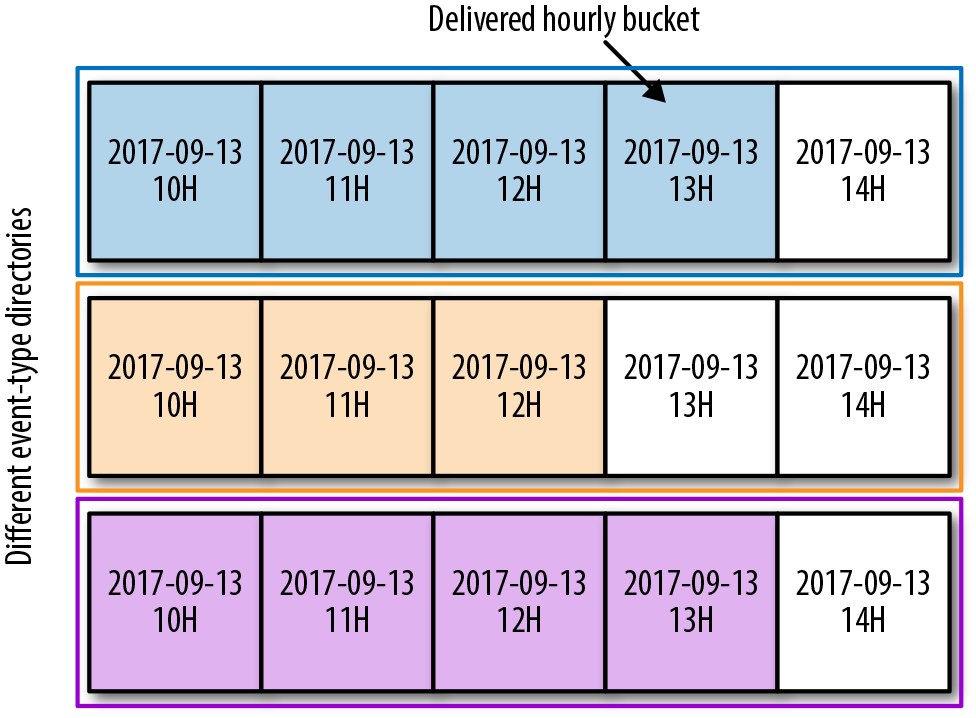 Delivered hourly bucket
Different event-type directories
2017-09-13
10H
2017-09-13
11H
2017-09-13
12H
2017-09-13
13H
2017-09-13
14H
2017-09-13
10H
2017-09-13
11H
2017-09-13
12H
2017-09-13
13H
2017-09-13
14H
2017-09-13
10H
2017-09-13
11H
2017-09-13
12H
2017-09-13
13H
2017-09-13
14H